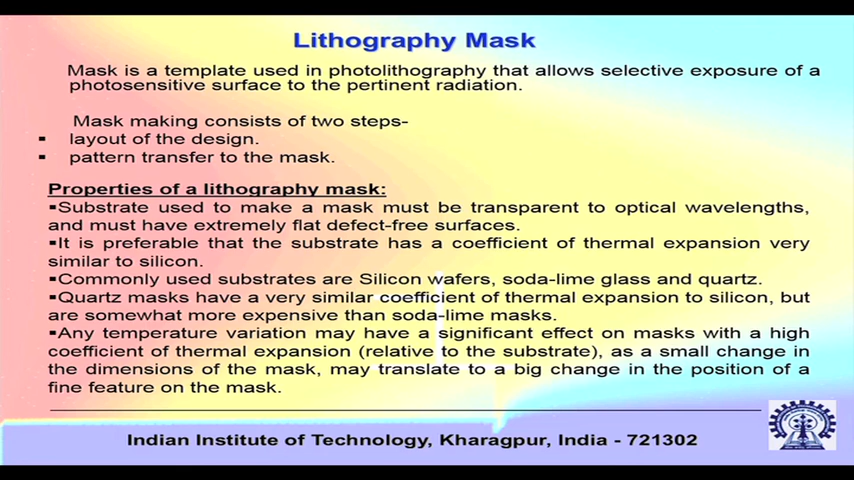 Lithography Mask
Mask is a template used in photolithography that allows selective exposure of a
photosensitive surface to the pertinent radiation.
Mask making consists of two steps-
▪ layout of the design.
▪ pattern transfer to the mask.
Properties of a lithography mask:
▪Substrate used to make a mask must be transparent to optical wavelengths,
and must have extremely flat defect-free surfaces.
▪It is preferable that the substrate has a coefficient of thermal expansion very
similar to silicon.
▪Commonly used substrates are Silicon wafers, soda-lime glass and quartz.
▪Quartz masks have a very similar coefficient of thermal expansion to silicon, but
are somewhat more expensive than soda-lime masks.
▪Any temperature variation may have a significant effect on masks with a high
coefficient of thermal expansion (relative to the substrate), as a small change in
the dimensions of the mask, may translate to a big change in the position of a
fine feature on the mask.
Indian Institute of Technology, Kharagpur, India - 721302